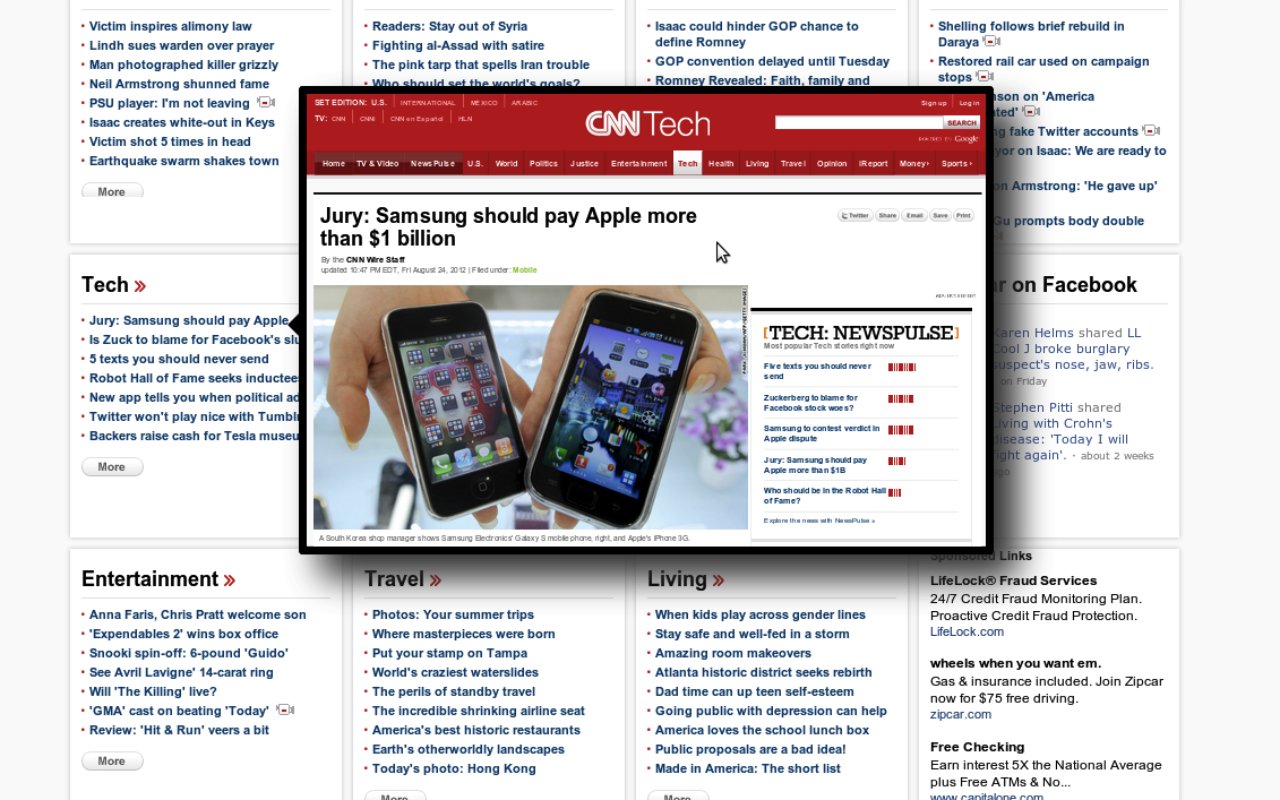 Victim inspires alimony law
Lindh sues warden over prayer
Man photographed killer grizzly
Neil Armstrong shunned fame
PSU player: I'm not leaving
Isaac creates white-out in Keys
Victim shot 5 times in head
Earthquake swarm shakes town
More
Readers: Stay out of Syria
Fighting al-Assad with satire
The pink tarp that spells Iran trouble
Who should set the world's goals?
Isaac could hinder GOP chance to
define Romney
GOP convention delayed until Tuesday
Romney Revealed: Faith, family and
Shelling follows brief rebuild in
Daraya
Restored rail car used on campaign
stops
son on 'America
ted'
g fake Twitter accounts
yor on Isaac: We are ready to
on Armstrong: 'He gave up'
Gu prompts body double
SET EDITION: U.S. INTERNATIONAL MÉXICO ARABIC
TV: CNN CNNi CNN en Español HLN
CNN Tech
Sign up Log in
SEARCH
POWERED BY Google
Home TV & Video NewsPulse U.S. World Politics Justice Entertainment Tech Health Living Travel Opinion iReport Money Sports
Jury: Samsung should pay Apple more
than $1 billion
Twitter Share Email Save Print
By the CNN Wire Staff
updated 10:47 PM EDT, Fri August 24, 2012 | Filed under: Mobile
ADVERTISEMENT
A South Korea shop manager shows Samsung Electronics' Galaxy S mobile phone, right, and Apple's iPhone 3G.
[TECH: NEWSPULSE]
Most popular Tech stories right now
Five texts you should never
send
Zuckerberg to blame for
Facebook stock woes?
Samsung to contest verdict in
Apple dispute
Jury: Samsung should pay
Apple more than $1B
Who should be in the Robot Hall
of Fame?
Explore the news with NewsPulse »
Tech »
Jury: Samsung should pay Apple
Is Zuck to blame for Facebook's slu
5 texts you should never send
Robot Hall of Fame seeks inductee
New app tells you when political ad
Twitter won't play nice with Tumbl
Backers raise cash for Tesla museu
More
r on Facebook
Karen Helms shared LL
Cool J broke burglary
suspect's nose, jaw, ribs.
on Friday
Stephen Pitti shared
Living with Crohn's
disease: 'Today I will
fight again'. · about 2 weeks
ago
Entertainment »
Anna Faris, Chris Pratt welcome son
'Expendables 2' wins box office
Snooki spin-off: 6-pound 'Guido'
See Avril Lavigne' 14-carat ring
Will 'The Killing' live?
'GMA' cast on beating 'Today'
Review: 'Hit & Run' veers a bit
More
Travel »
Photos: Your summer trips
Where masterpieces were born
Put your stamp on Tampa
World's craziest waterslides
The perils of standby travel
The incredible shrinking airline seat
America's best historic restaurants
Earth's otherworldly landscapes
Today's photo: Hong Kong
More
Living »
When kids play across gender lines
Stay safe and well-fed in a storm
Amazing room makeovers
Atlanta historic district seeks rebirth
Dad time can up teen self-esteem
Going public with depression can help
America loves the school lunch box
Public proposals are a bad idea!
Made in America: The short list
More
Sponsored Links
LifeLock® Fraud Services
24/7 Credit Fraud Monitoring Plan.
Proactive Credit Fraud Protection.
LifeLock.com
wheels when you want em.
Gas & insurance included. Join Zipcar
now for $75 free driving.
zipcar.com
Free Checking
Earn interest 5X the National Average
plus Free ATMs & No...
www.capitalone.com